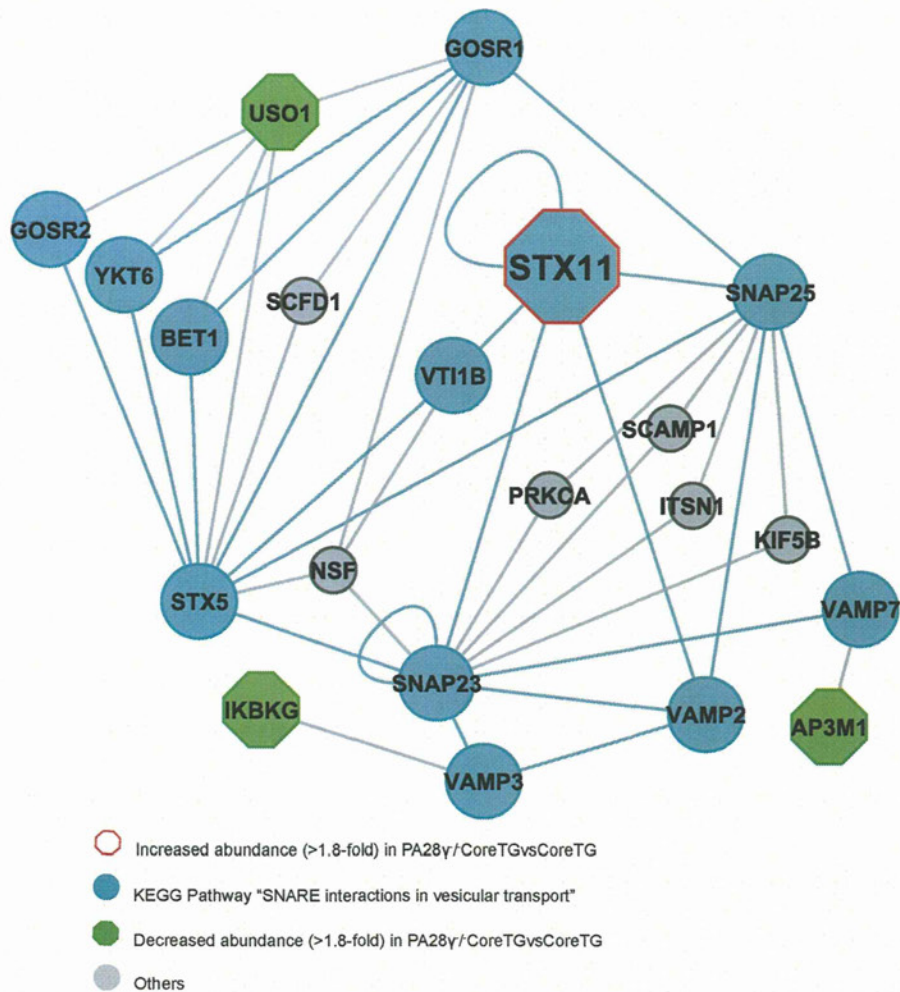 GOSR1
USO1
GOSR2
YKT6
STX11
SNAP25
SCFD1
BET1
VTI1B
SCAMP1
PRKCA
ITSN1
KIF5B
NSF
STX5
VAMP7
SNAP23
IKBKG
VAMP2
AP3M1
VAMP3
Increased abundance (>1.8-fold) in PA28γ/⁻CoreTGvsCoreTG
KEGG Pathway "SNARE interactions in vesicular transport"
Decreased abundance (>1.8-fold) in PA28γ/⁻CoreTGvsCoreTG
Others